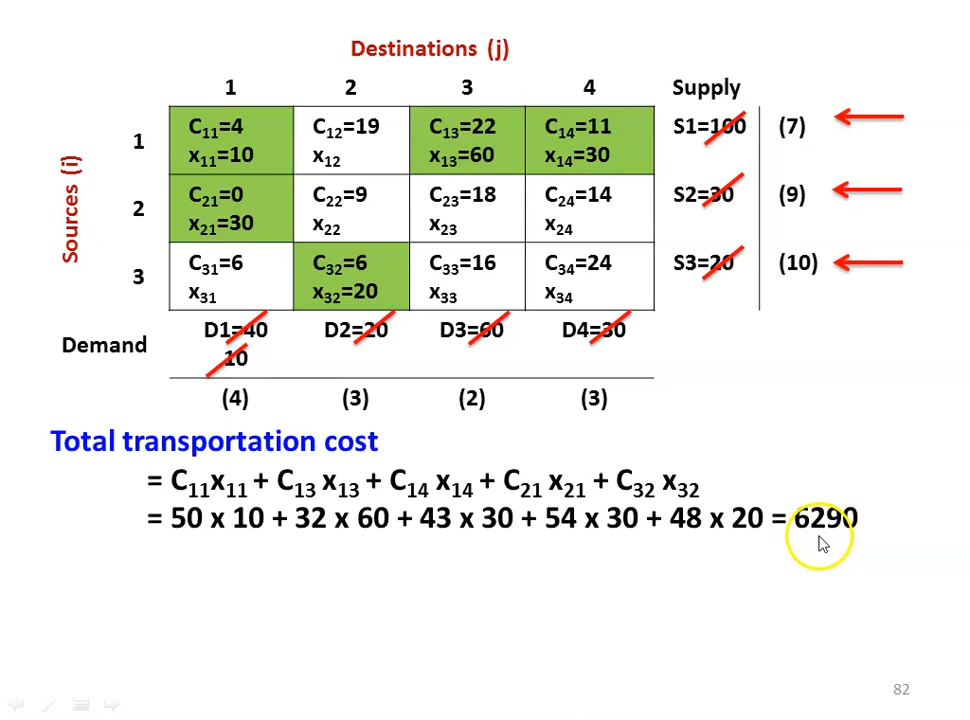 Destinations (j)
1 2 3 4 Supply
Sources (i)
1
C11=4 C12=19 C13=22 C14=11 S1=100 (7)
x11=10 x12 x13=60 x14=30
2
C21=0 C22=9 C23=18 C24=14 S2=30 (9)
x21=30 x22 x23 x24
3
C31=6 C32=6 C33=16 C34=24 S3=20 (10)
x31 x32=20 x33 x34
Demand D1=40 D2=20 D3=60 D4=30
10
(4) (3) (2) (3)
Total transportation cost
= C11x11 + C13 x13 + C14 x14 + C21 x21 + C32 x32
= 50 x 10 + 32 x 60 + 43 x 30 + 54 x 30 + 48 x 20 = 6290
82